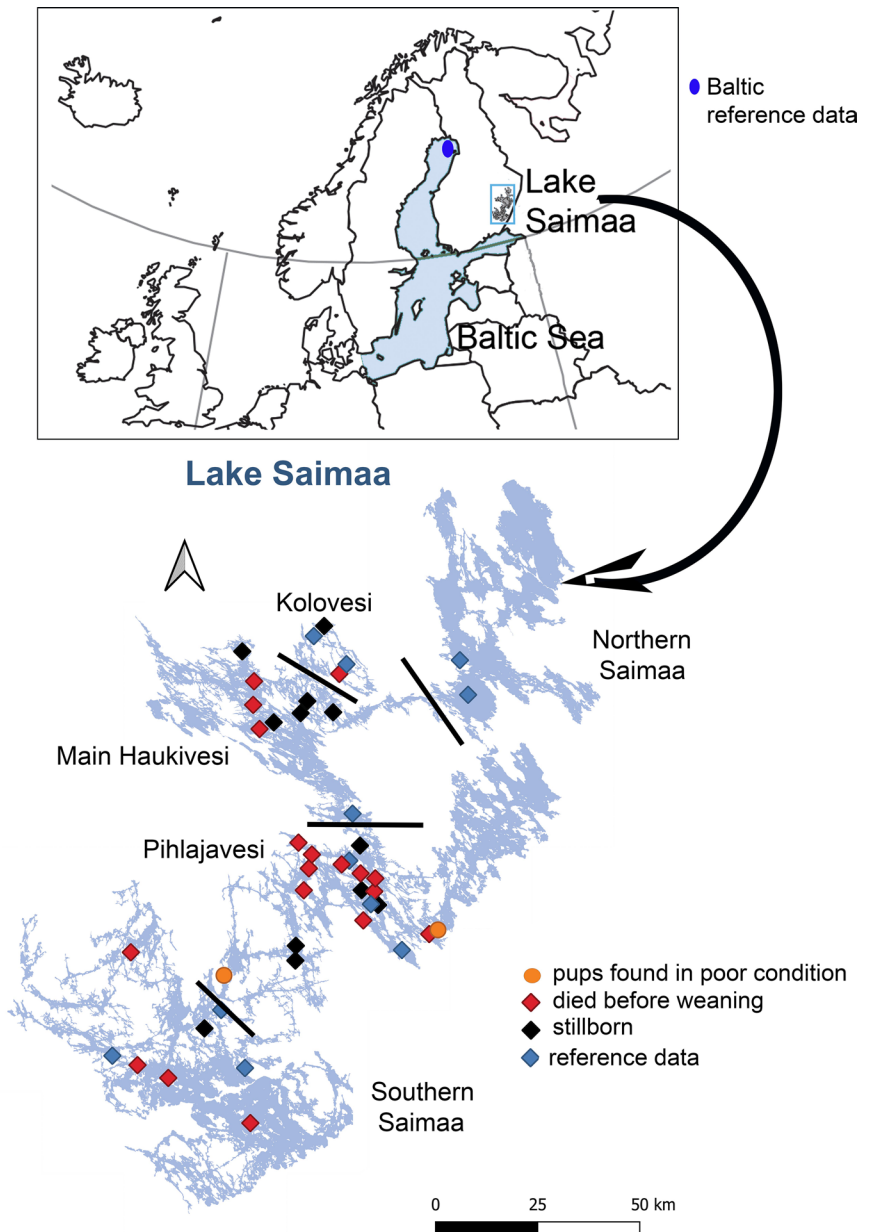 Baltic
reference data
Lake
Saimaa
Baltic Sea
Lake Saimaa
Kolovesi
Northern
Saimaa
Main Haukivesi
Pihlajavesi
pups found in poor condition
died before weaning
stillborn
reference data
Southern
Saimaa
0 25 50 km